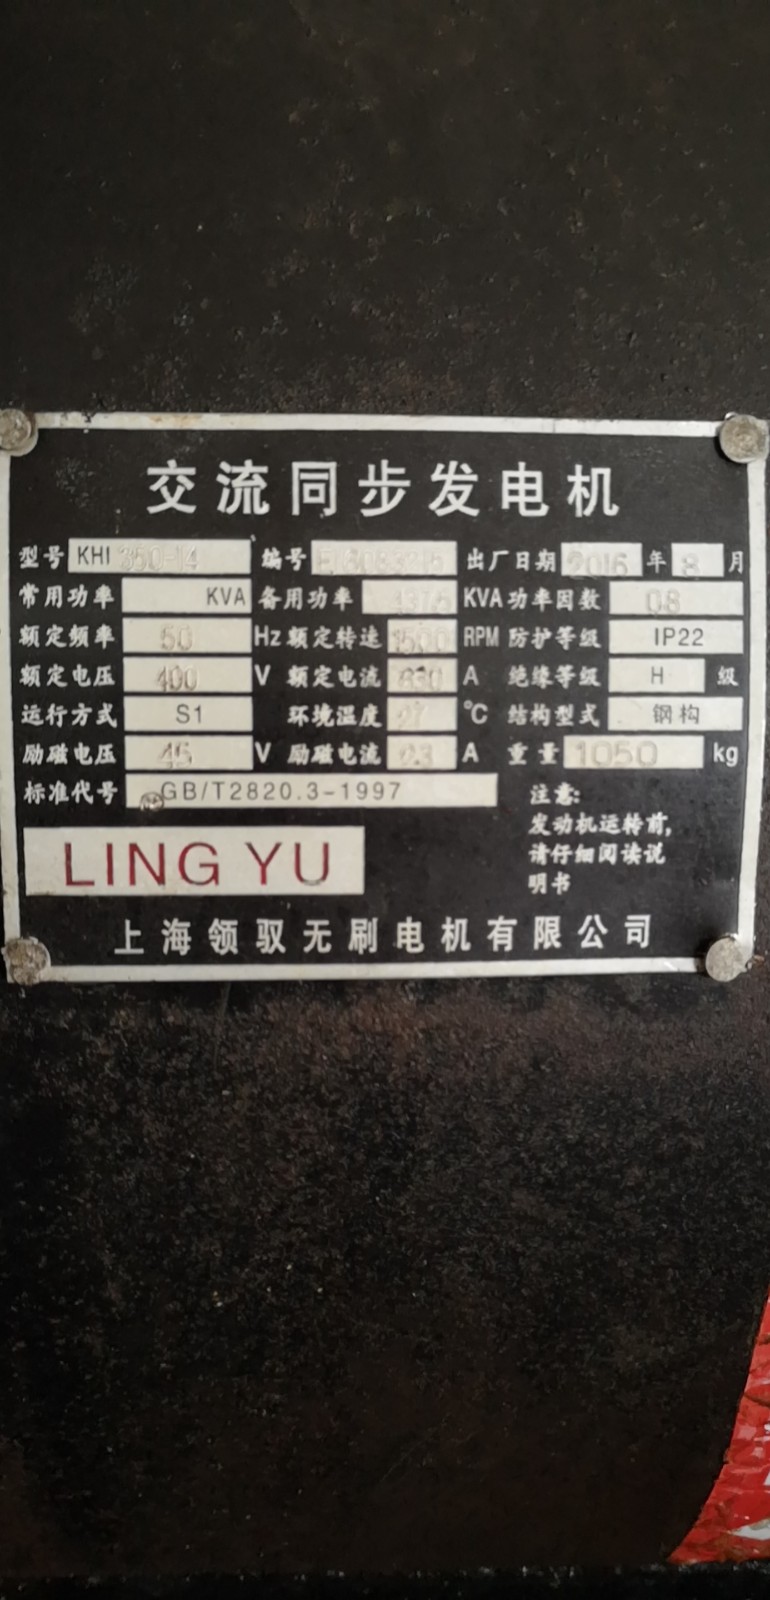 交流同步发电机
型号 KHI 350-14 编号 出厂日期 2016 年 8 月
常用功率 KVA 备用功率 437.5 KVA 功率因数 0.8
额定频率 50 Hz 额定转速 1500 RPM 防护等级 IP22
额定电压 400 V 额定电流 630 A 绝缘等级 H 级
运行方式 S1 环境温度 ℃ 结构型式 钢构
励磁电压 45 V 励磁电流 A 重量 1050 kg
标准代号 GB/T2820.3-1997
注意:
发动机运转前,
请仔细阅读说
明书
LING YU
上海领驭无刷电机有限公司